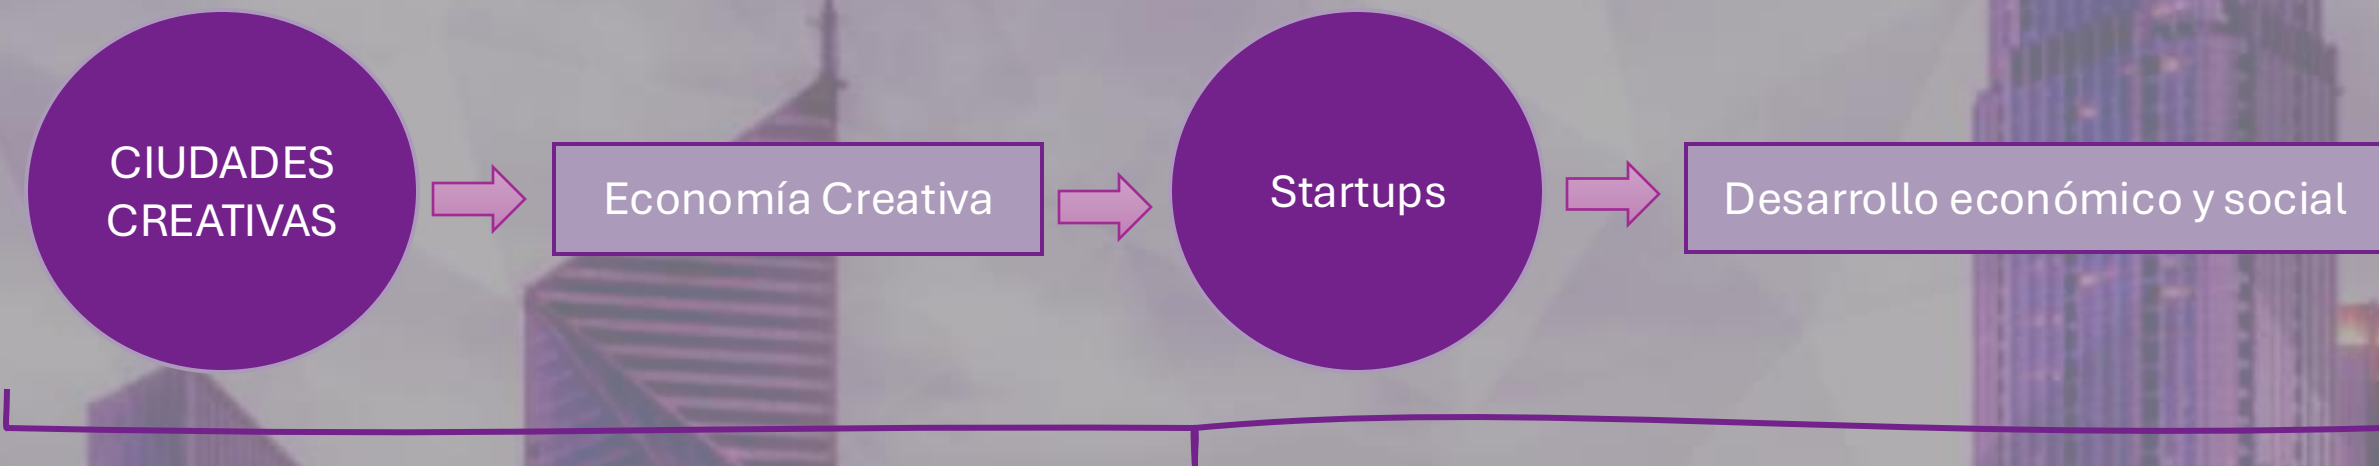 CIUDADES
CREATIVAS
Economía Creativa
Startups
Desarrollo económico y social